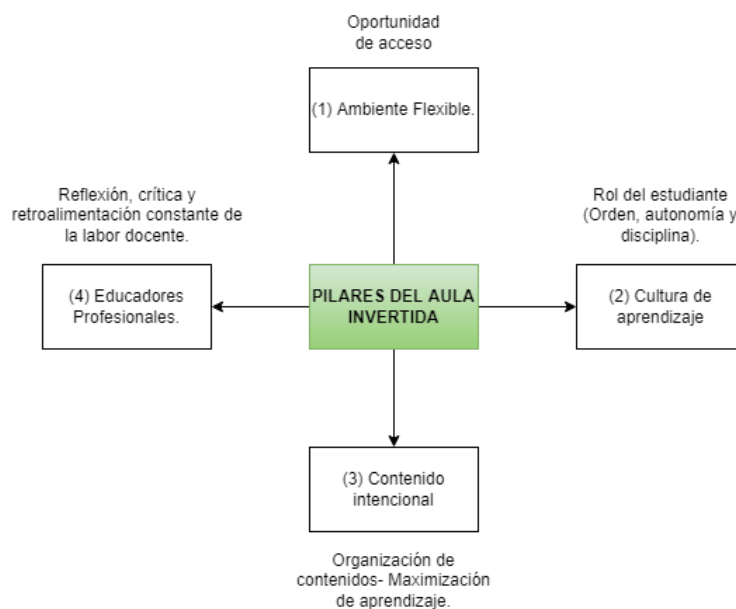 Oportunidad
de acceso
(1) Ambiente Flexible.
Reflexión, crítica y
retroalimentación constante de
la labor docente.
Rol del estudiante
(Orden, autonomía y
disciplina).
(4) Educadores
Profesionales.
PILARES DEL AULA
INVERTIDA
(2) Cultura de
aprendizaje
(3) Contenido
intencional
Organización de
contenidos- Maximización
de aprendizaje.